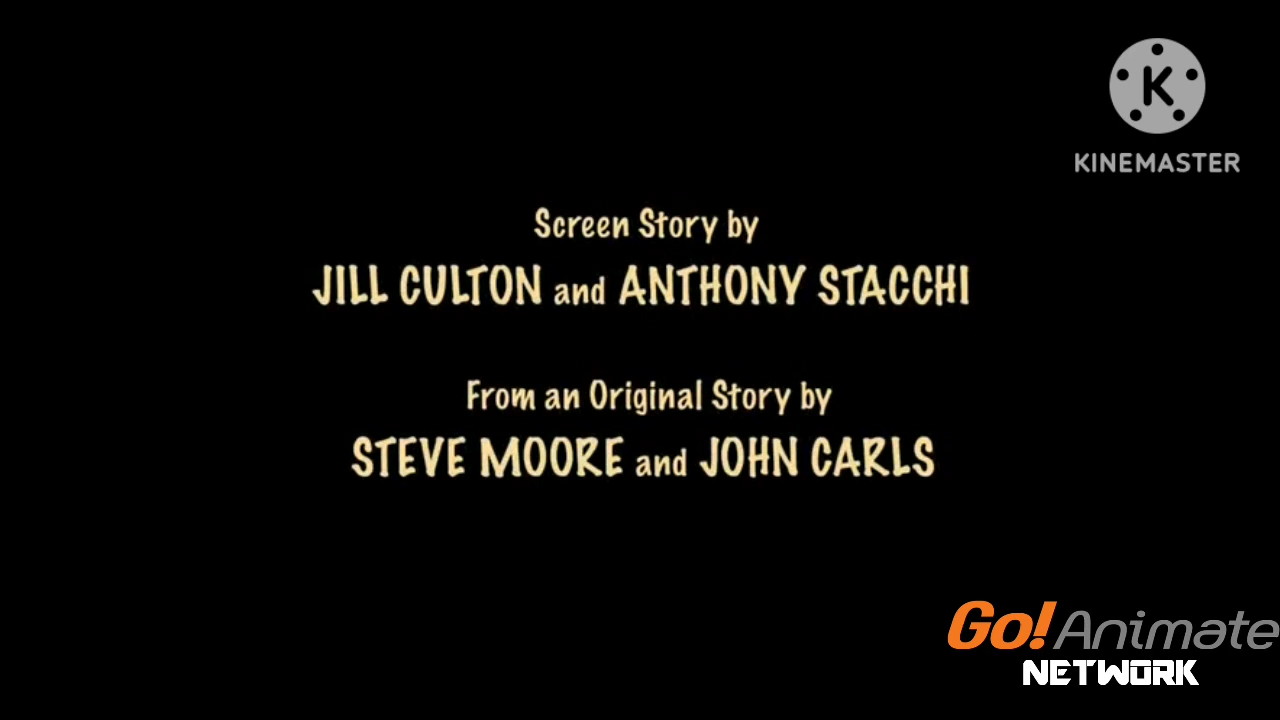 K
KINEMASTER
Screen Story by
JILL CULTON and ANTHONY STACCHI
From an Original Story by
STEVE MOORE and JOHN CARLS
Go!Animate
NETWORK